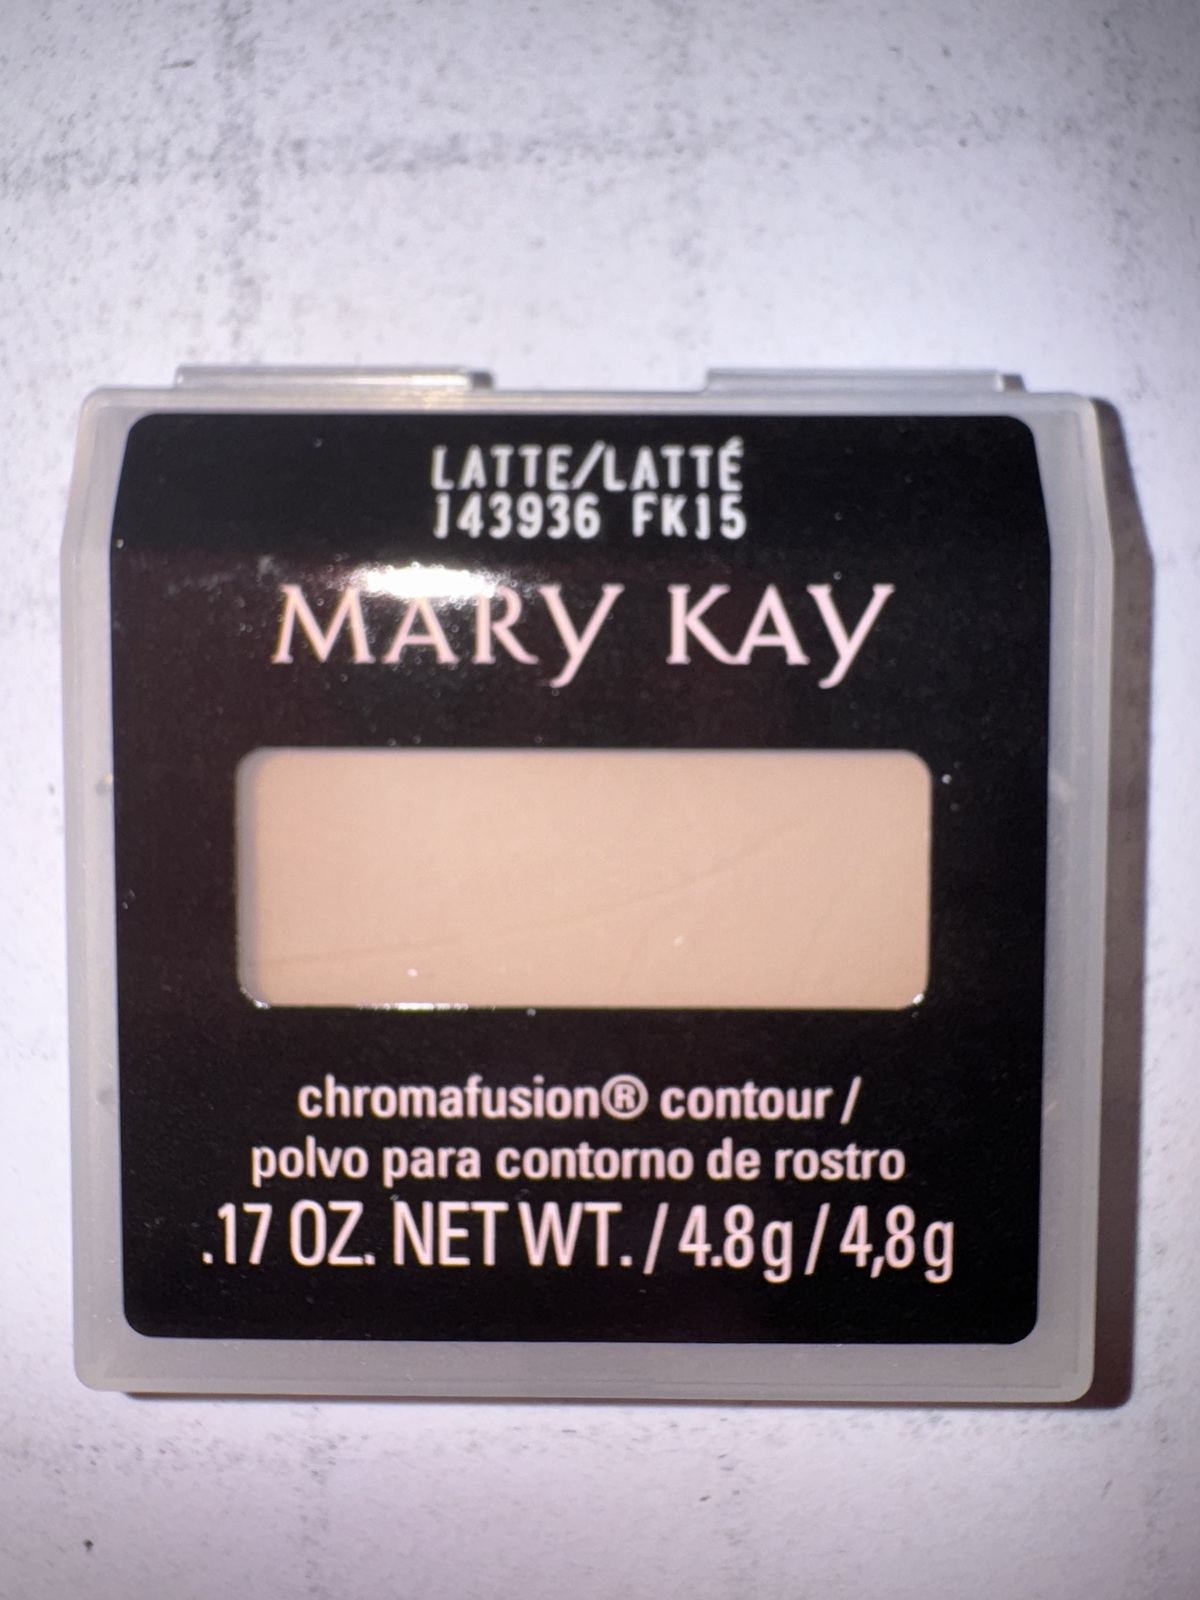 LATTE/LATTÉ
143936 FK15
MARY KAY
chromafusion® contour /
polvo para contorno de rostro
.17 OZ. NET WT. / 4.8g / 4,8g